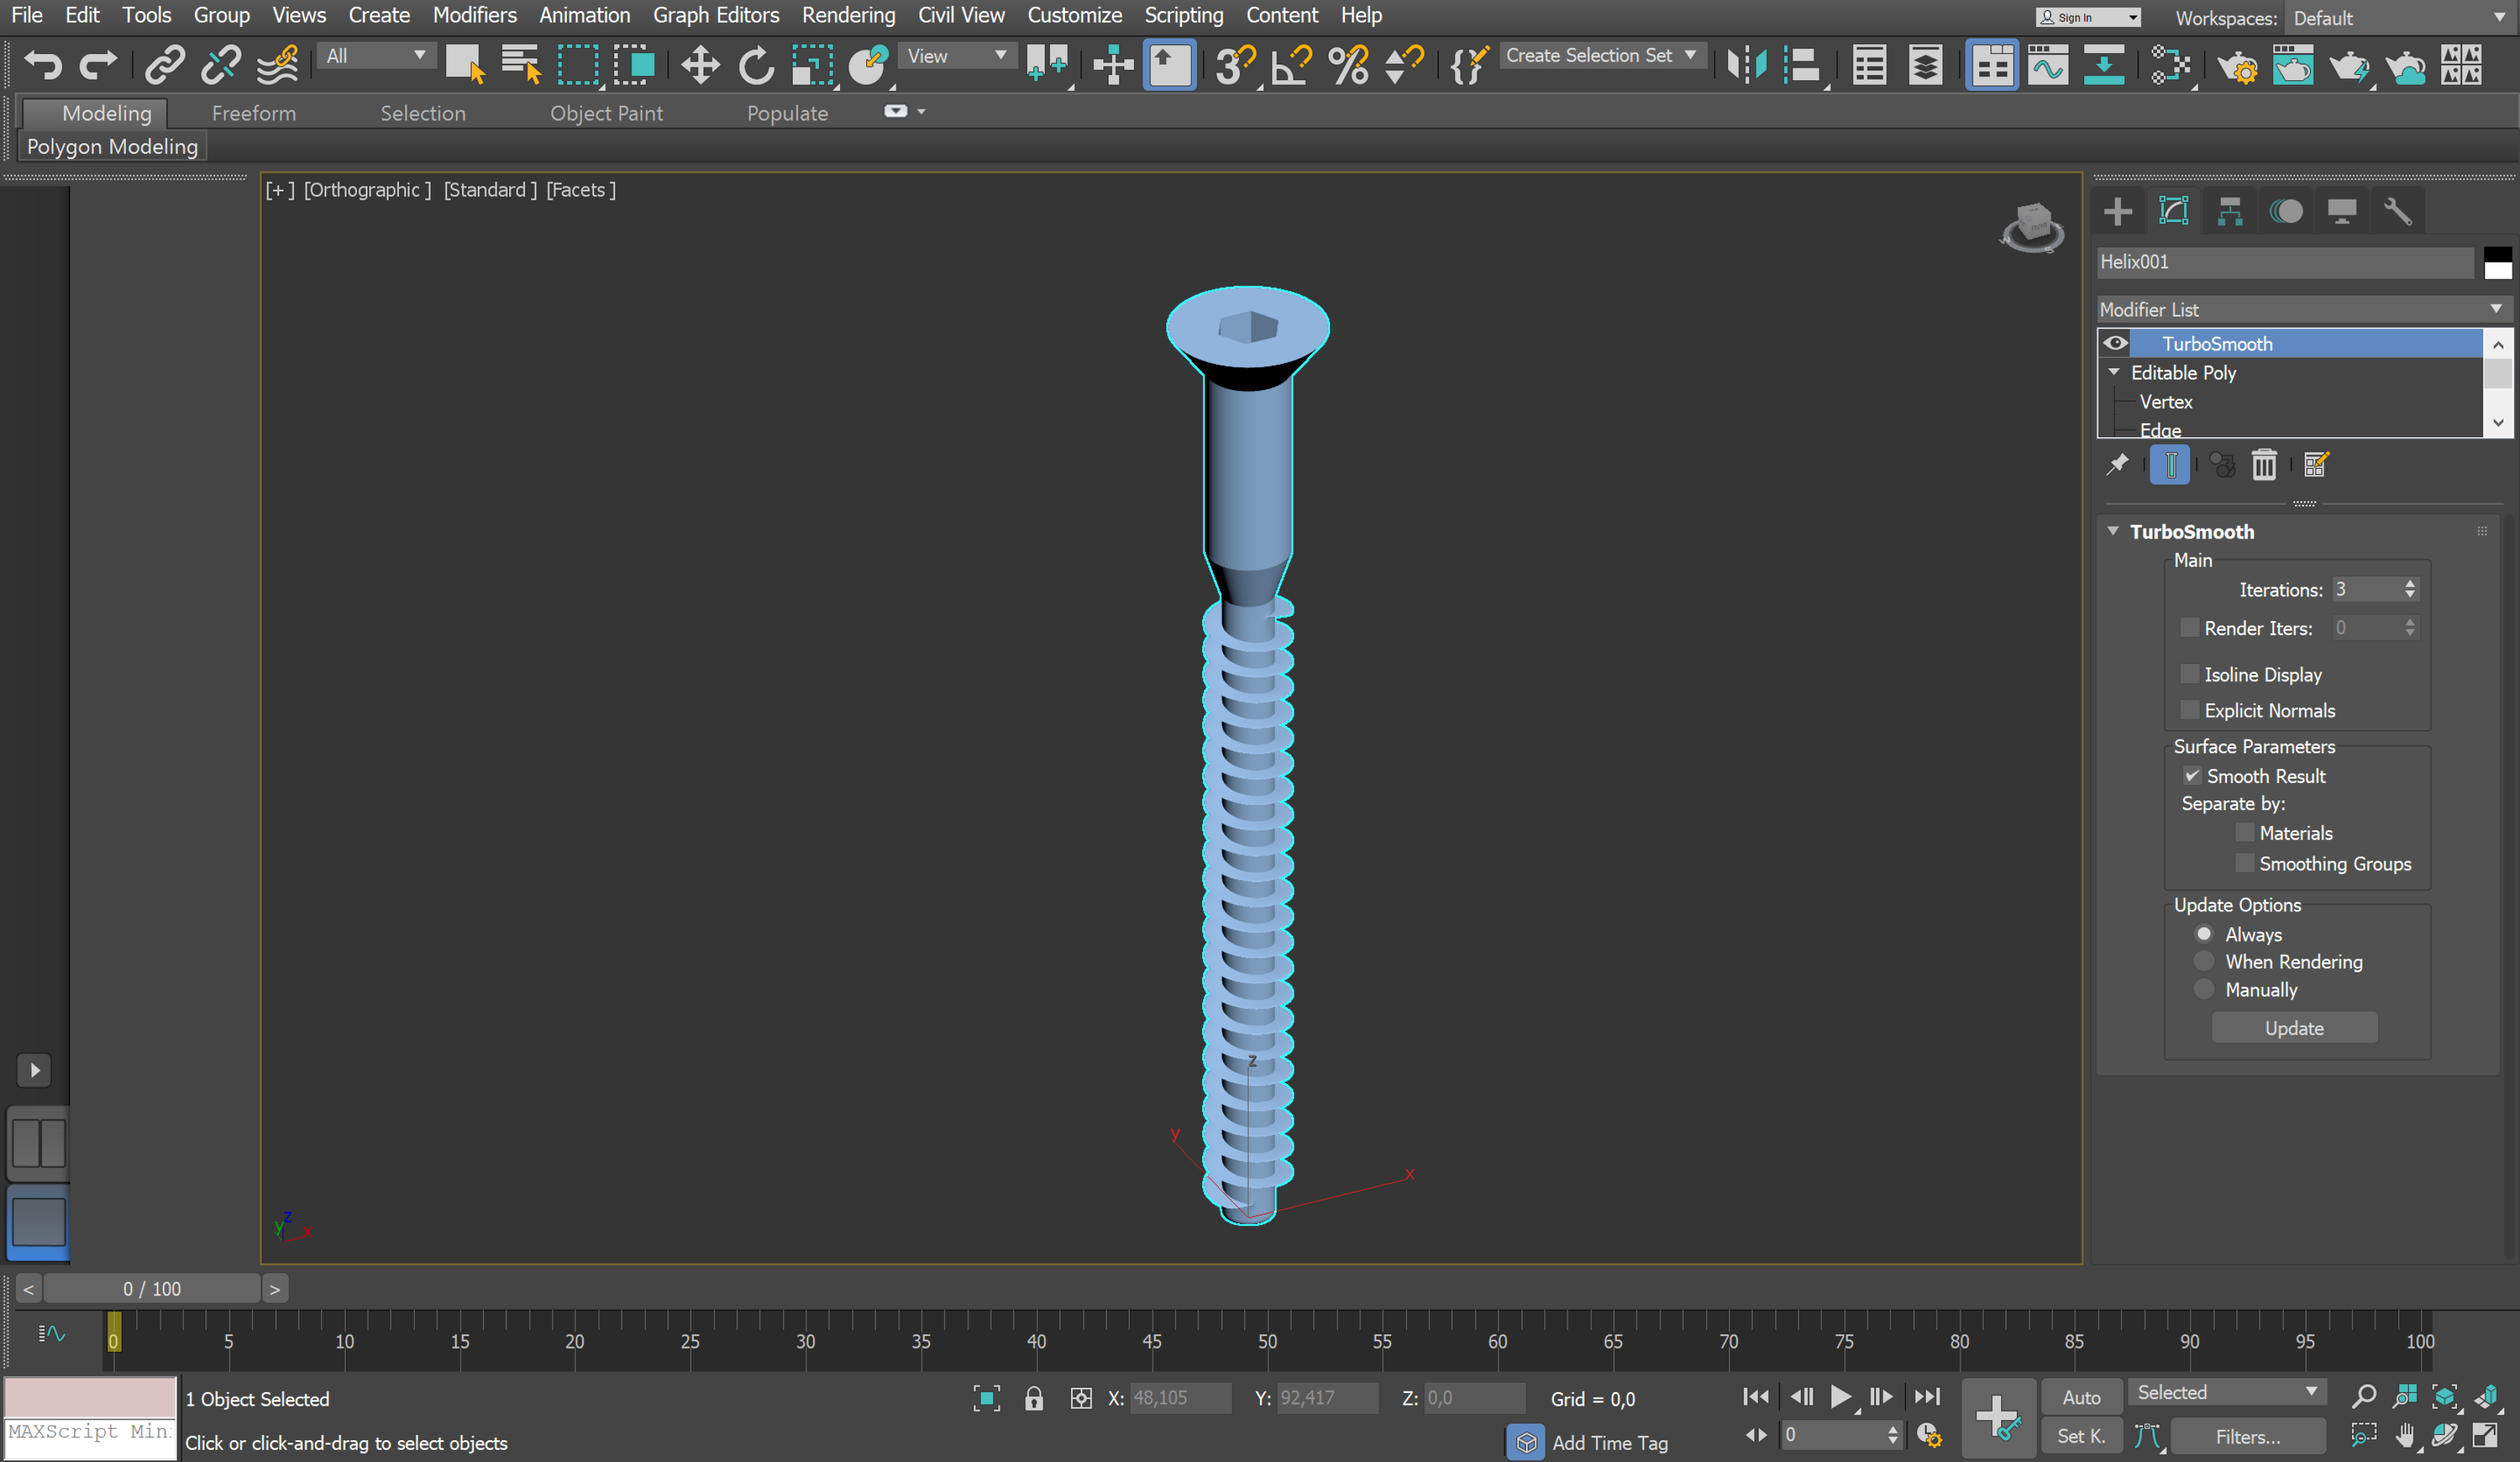 File Edit Tools Group Views Create Modifiers Animation Graph Editors Rendering Civil View Customize Scripting Content Help
Sign In
Workspaces: Default
All
View
Create Selection Set
Modeling Freeform Selection Object Paint Populate
Polygon Modeling
[+] [Orthographic] [Standard] [Facets]
Helix001
Modifier List
TurboSmooth
Editable Poly
Vertex
Edge
TurboSmooth
Main
Iterations: 3
Render Iters: 0
Isoline Display
Explicit Normals
Surface Parameters
Smooth Result
Separate by:
Materials
Smoothing Groups
Update Options
Always
When Rendering
Manually
Update
z
y
x
z
y x
< 0 / 100 >
0 5 10 15 20 25 30 35 40 45 50 55 60 65 70 75 80 85 90 95 100
1 Object Selected
X: 48,105 Y: 92,417 Z: 0,0 Grid = 0,0
Auto Selected
MAXScript Min
Click or click-and-drag to select objects
Add Time Tag
0
Set K. Filters...